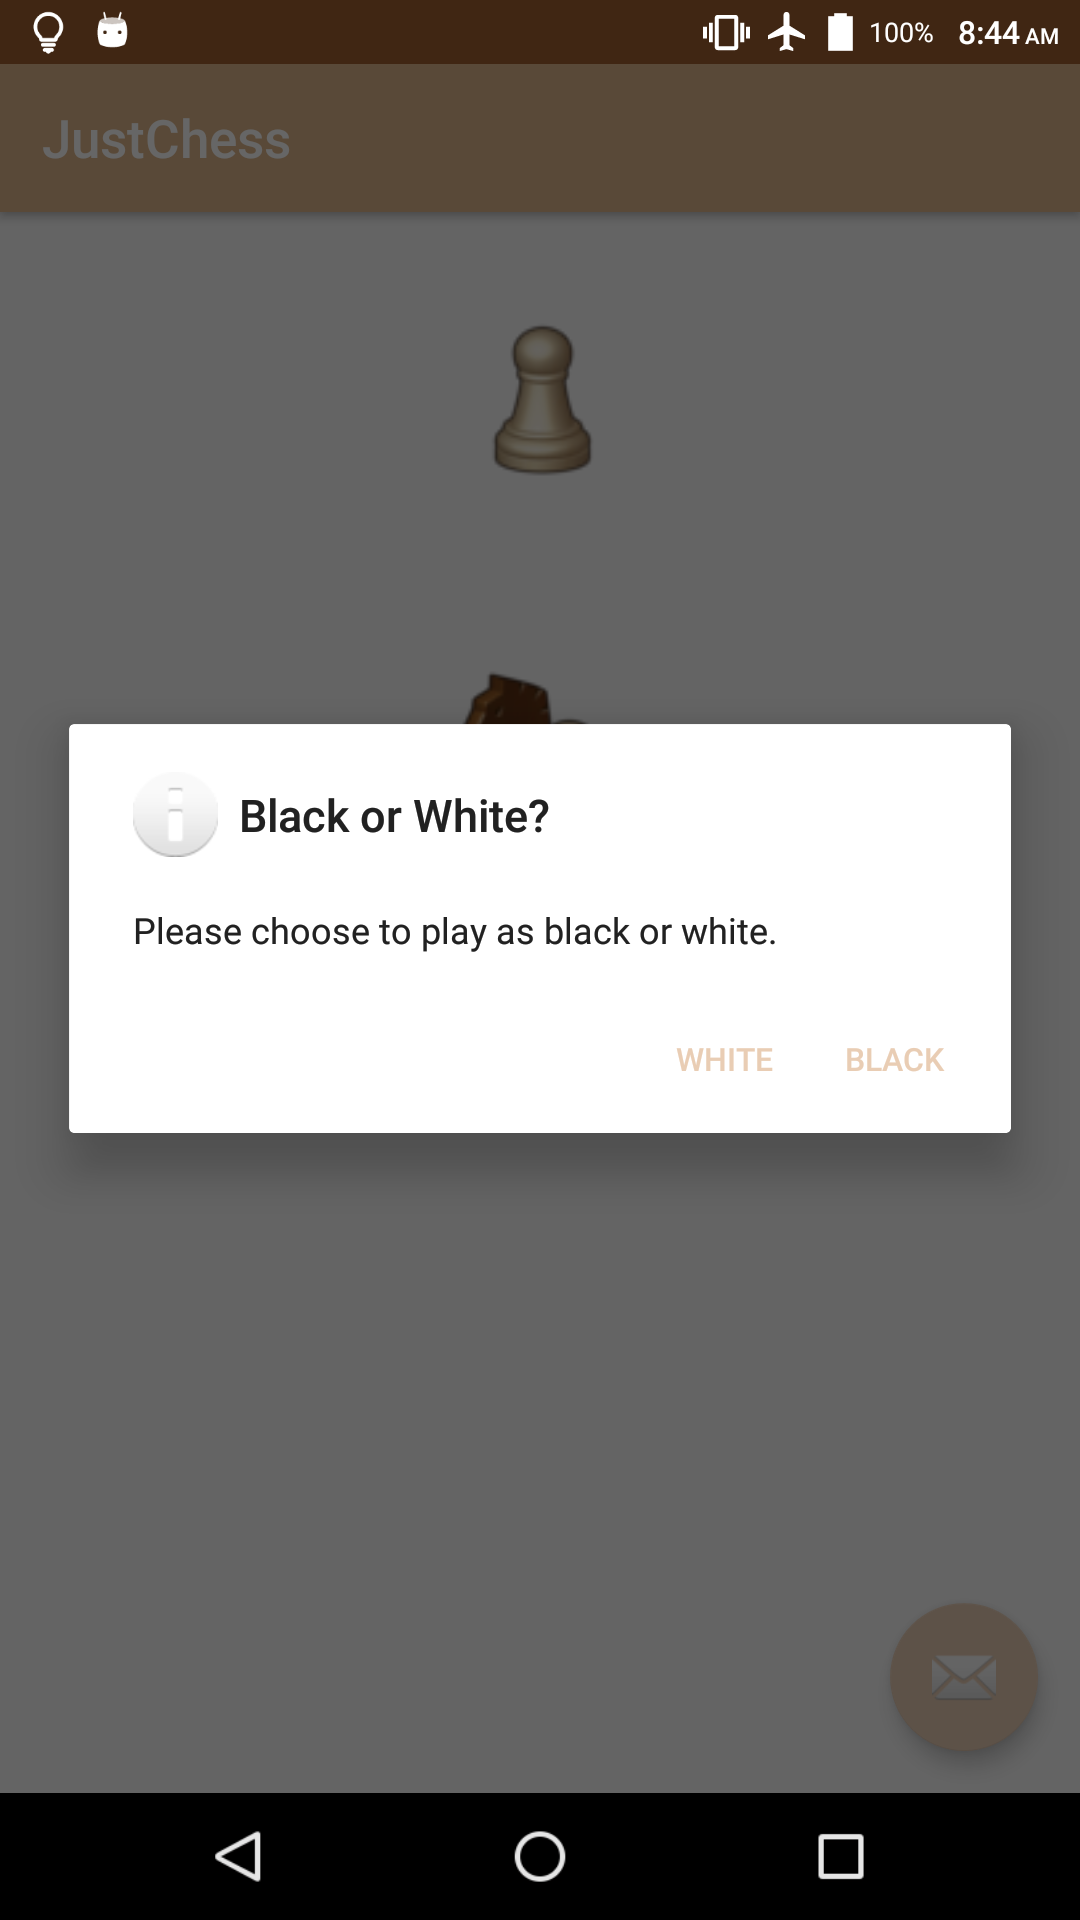 100% 8:44 AM
JustChess
Black or White?
Please choose to play as black or white.
WHITE BLACK